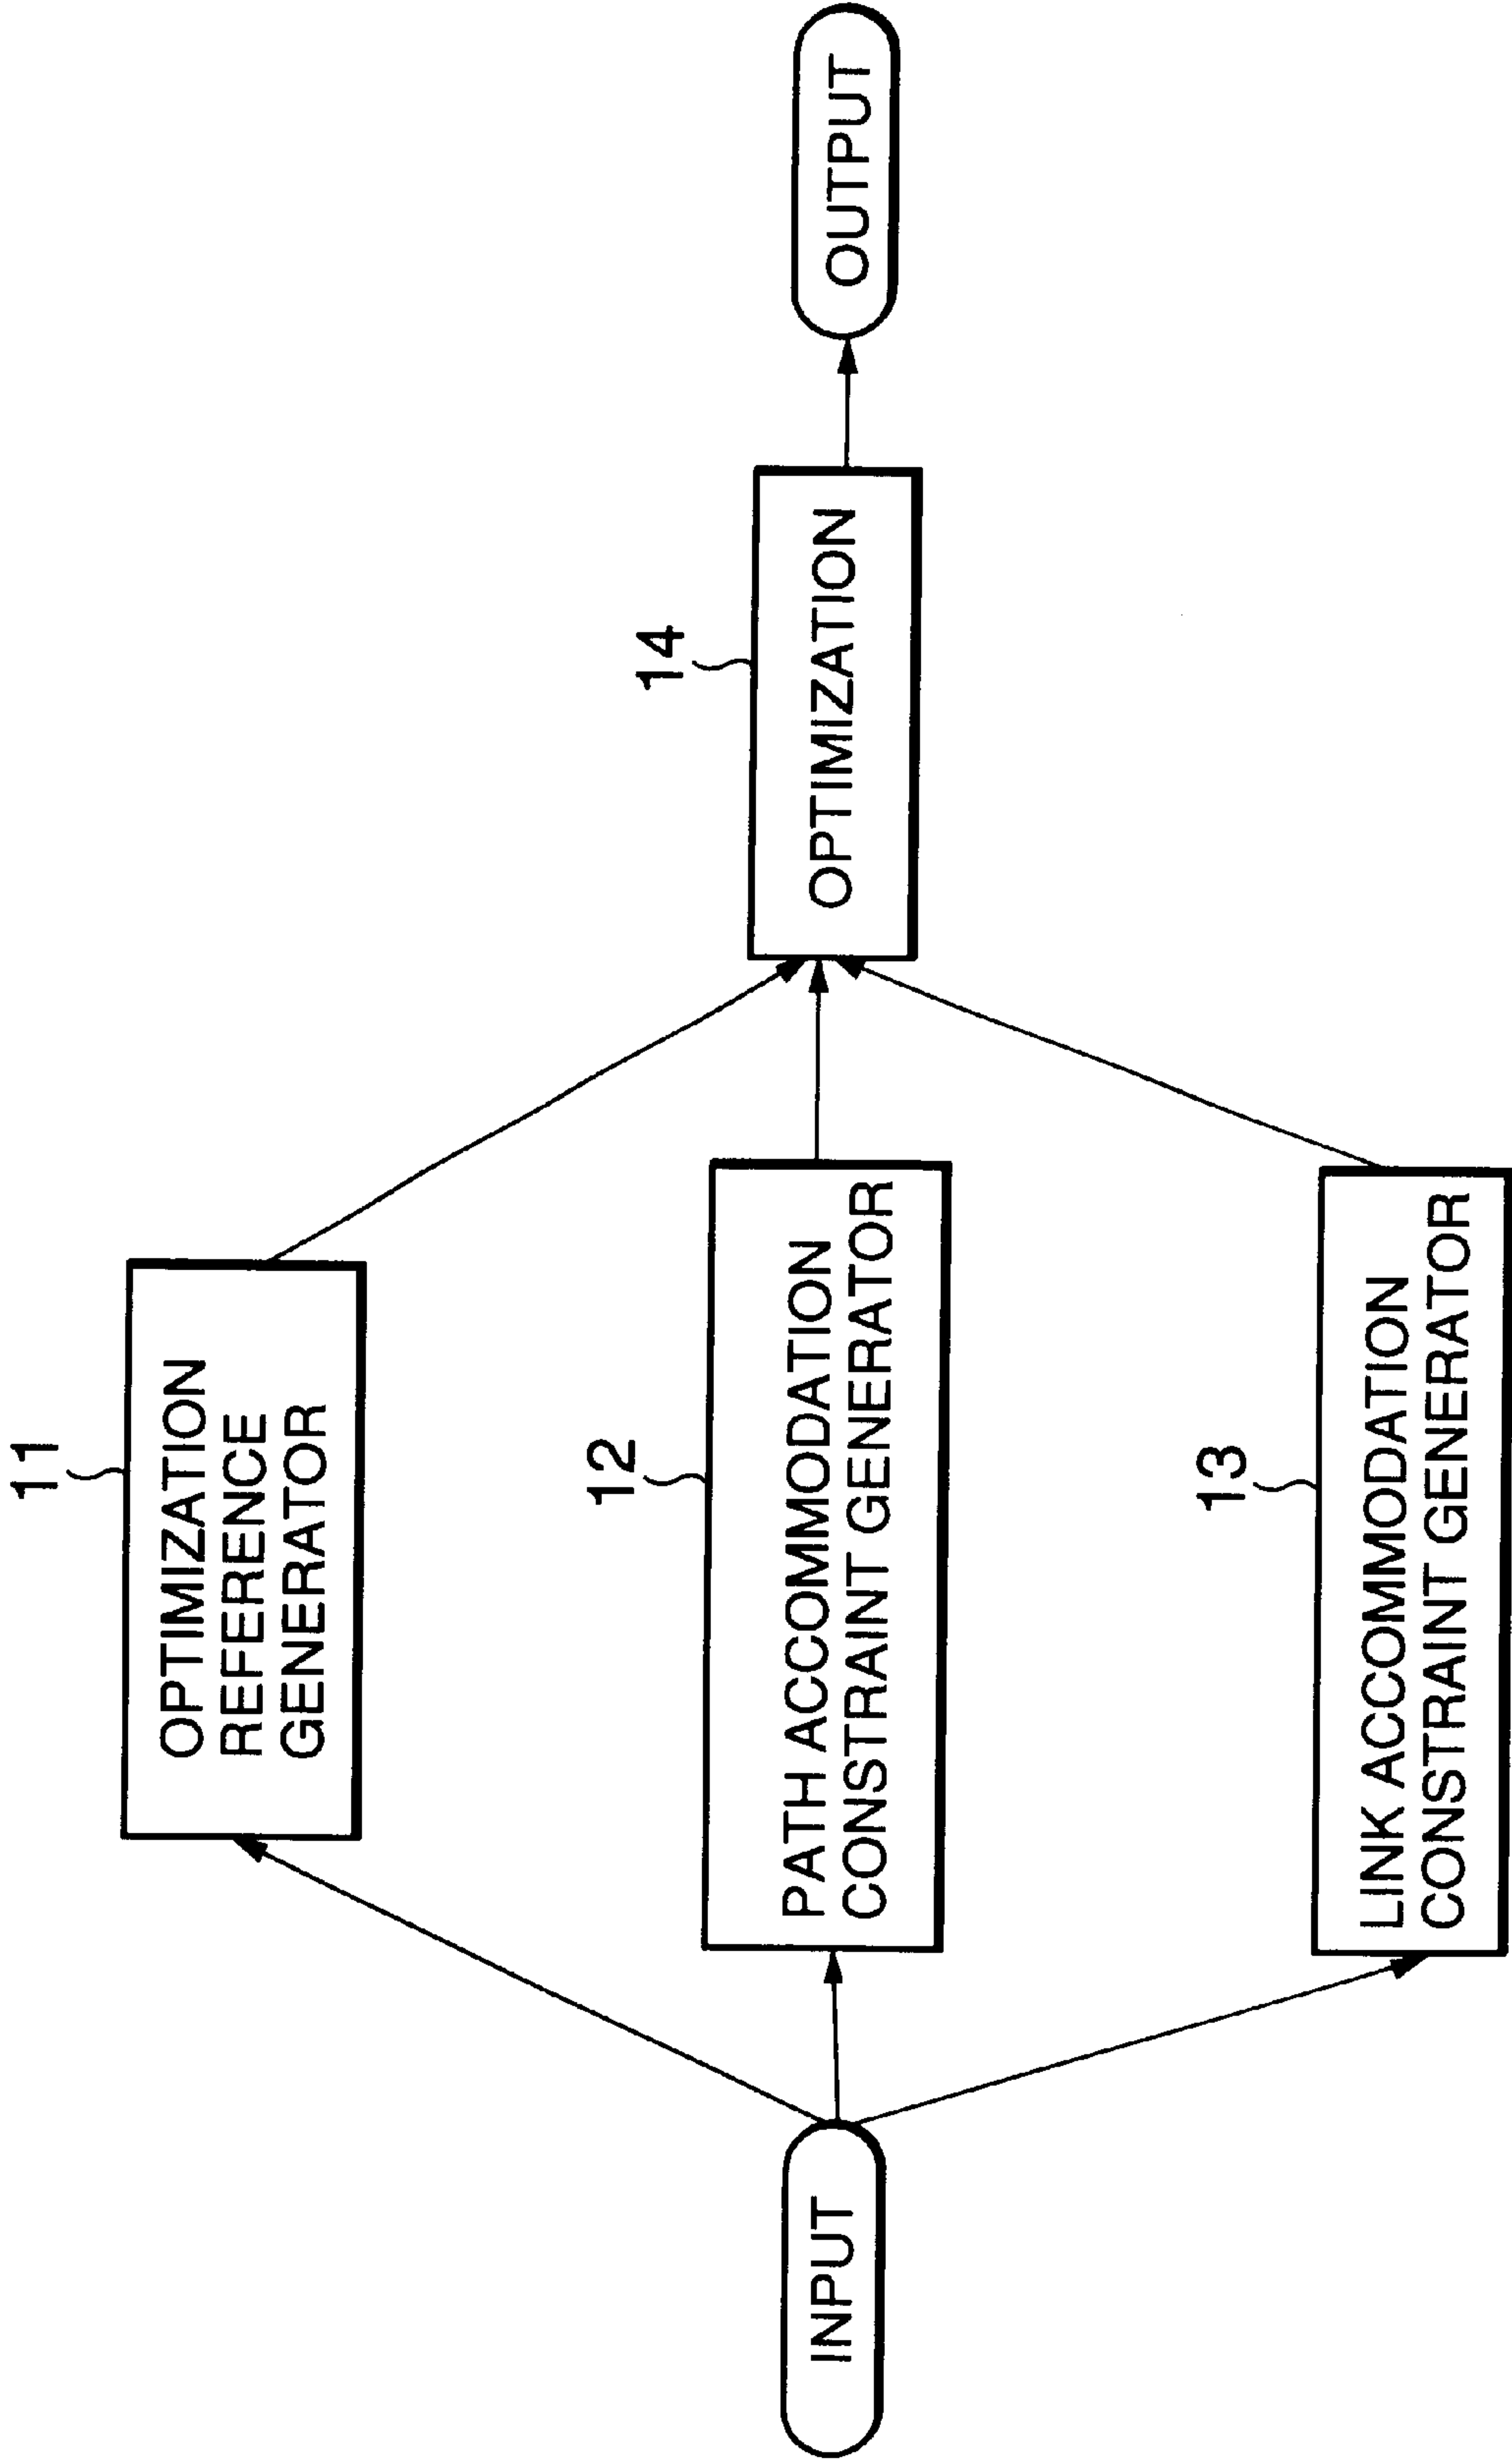 11
OPTIMIZATION
REFERENCE
GENERATOR
12
PATH ACCOMMODATION
CONSTRAINT GENERATOR
13
LINK ACCOMMODATION
CONSTRAINT GENERATOR
INPUT
14
OPTIMIZATION
OUTPUT